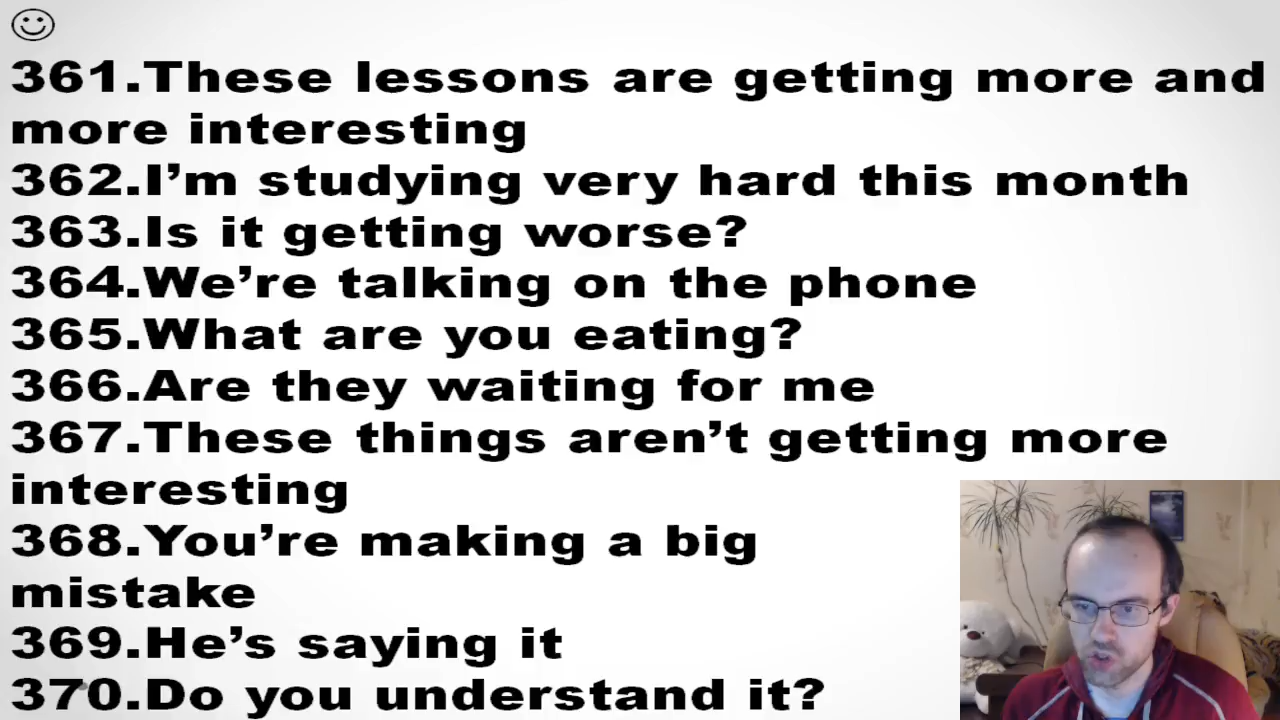 361.These lessons are getting more and
more interesting
362.I’m studying very hard this month
363.Is it getting worse?
364.We’re talking on the phone
365.What are you eating?
366.Are they waiting for me
367.These things aren’t getting more
interesting
368.You’re making a big
mistake
369.He’s saying it
370.Do you understand it?